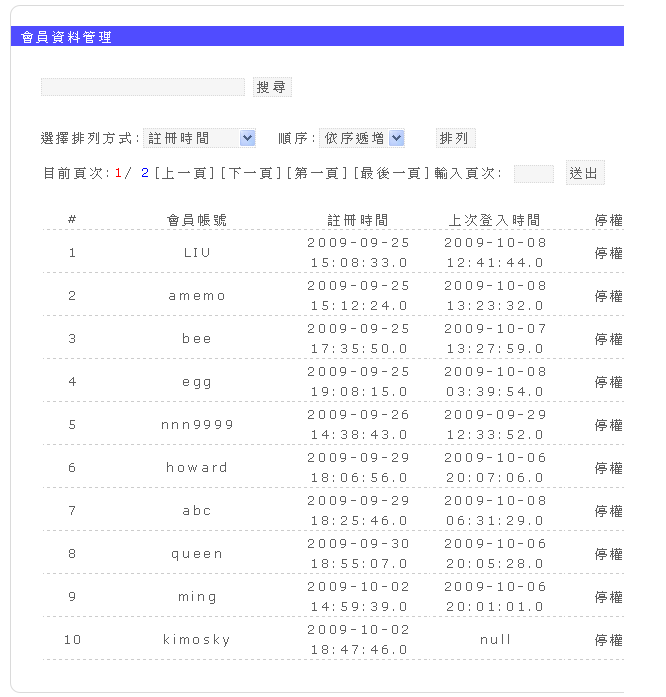 會員資料管理
搜尋
選擇排列方式: 註冊時間 順序: 依序遞增 排列
目前頁次:1/ 2[上一頁][下一頁][第一頁][最後一頁]輸入頁次: 送出
# 會員帳號 註冊時間 上次登入時間 停權
1 LIU 2009-09-25 15:08:33.0 2009-10-08 12:41:44.0 停權
2 amemo 2009-09-25 15:12:24.0 2009-10-08 13:23:32.0 停權
3 bee 2009-09-25 17:35:50.0 2009-10-07 13:27:59.0 停權
4 egg 2009-09-25 19:08:15.0 2009-10-08 03:39:54.0 停權
5 nnn9999 2009-09-26 14:38:43.0 2009-09-29 12:33:52.0 停權
6 howard 2009-09-29 18:06:56.0 2009-10-06 20:07:06.0 停權
7 abc 2009-09-29 18:25:46.0 2009-10-08 06:31:29.0 停權
8 queen 2009-09-30 18:55:07.0 2009-10-06 20:05:28.0 停權
9 ming 2009-10-02 14:59:39.0 2009-10-06 20:01:01.0 停權
10 kimosky 2009-10-02 18:47:46.0 null 停權